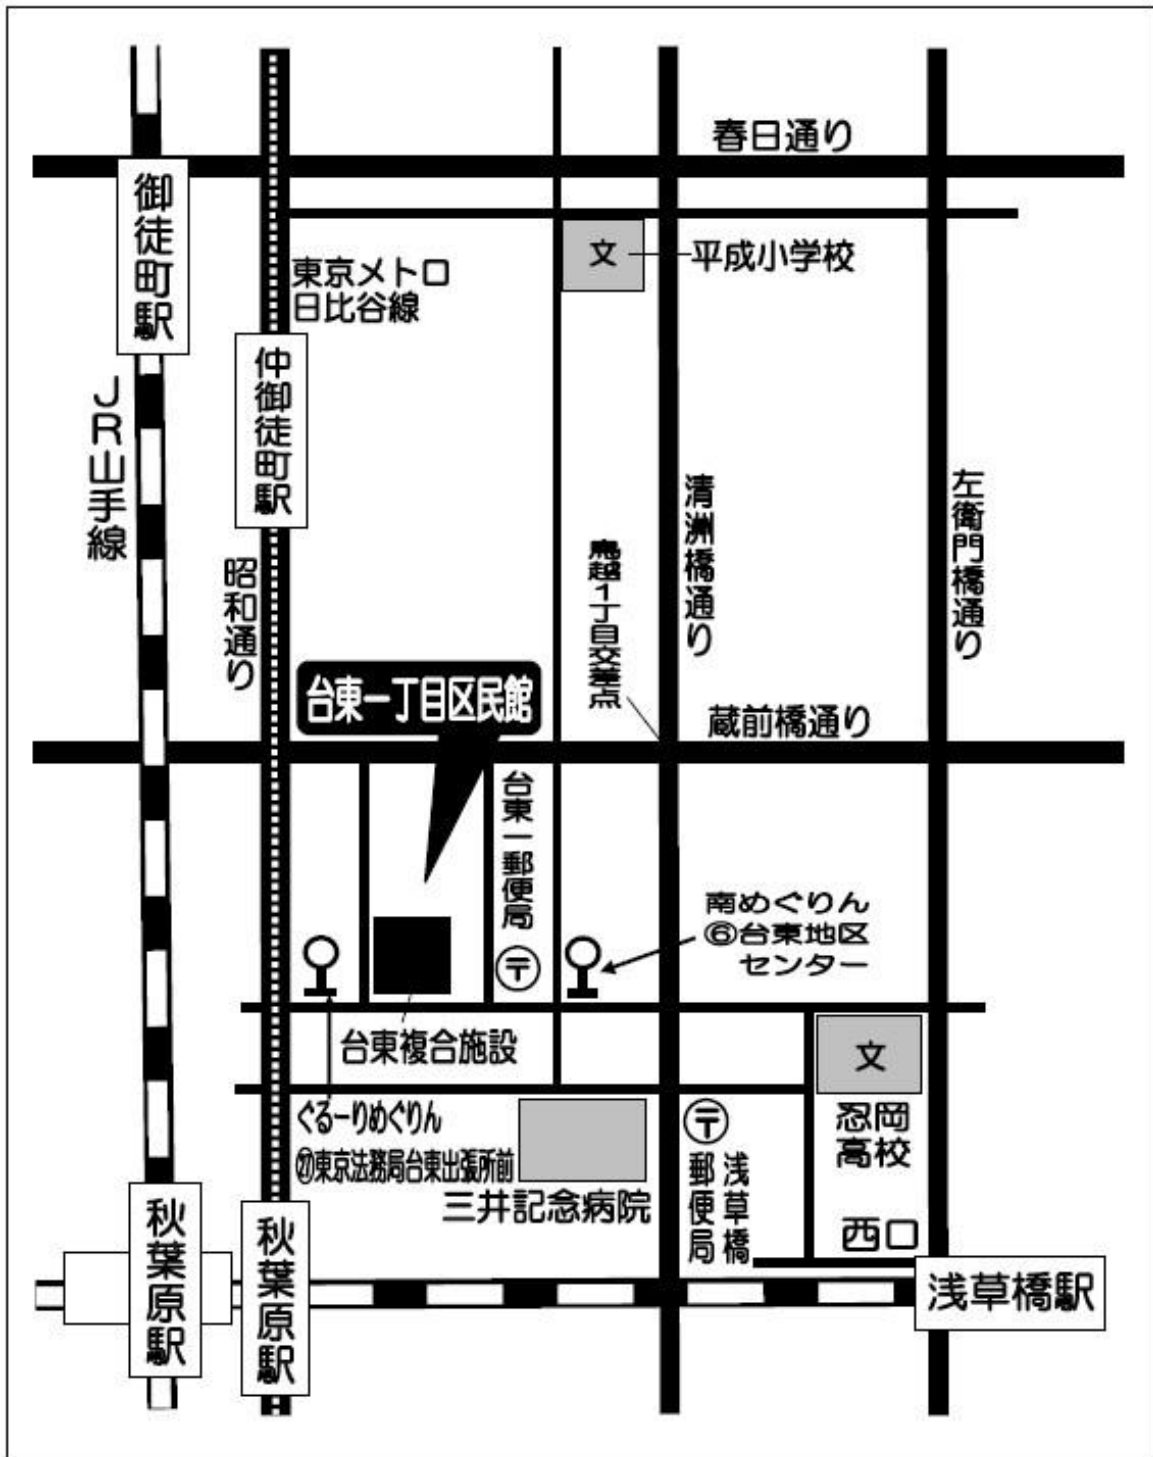 春日通り
御徒町駅
文
平成小学校
東京メトロ
日比谷線
仲御徒町駅
JR山手線
清洲橋通り
左衛門橋通り
鳥越1丁目交差点
昭和通り
台東一丁目区民館
蔵前橋通り
台東一郵便局
〒
南めぐりん
⑥台東地区
センター
台東複合施設
文
ぐるーりめぐりん
㉗東京法務局台東出張所前
〒
浅草橋
郵便局
忍岡
高校
三井記念病院
西口
秋葉原駅
秋葉原駅
浅草橋駅